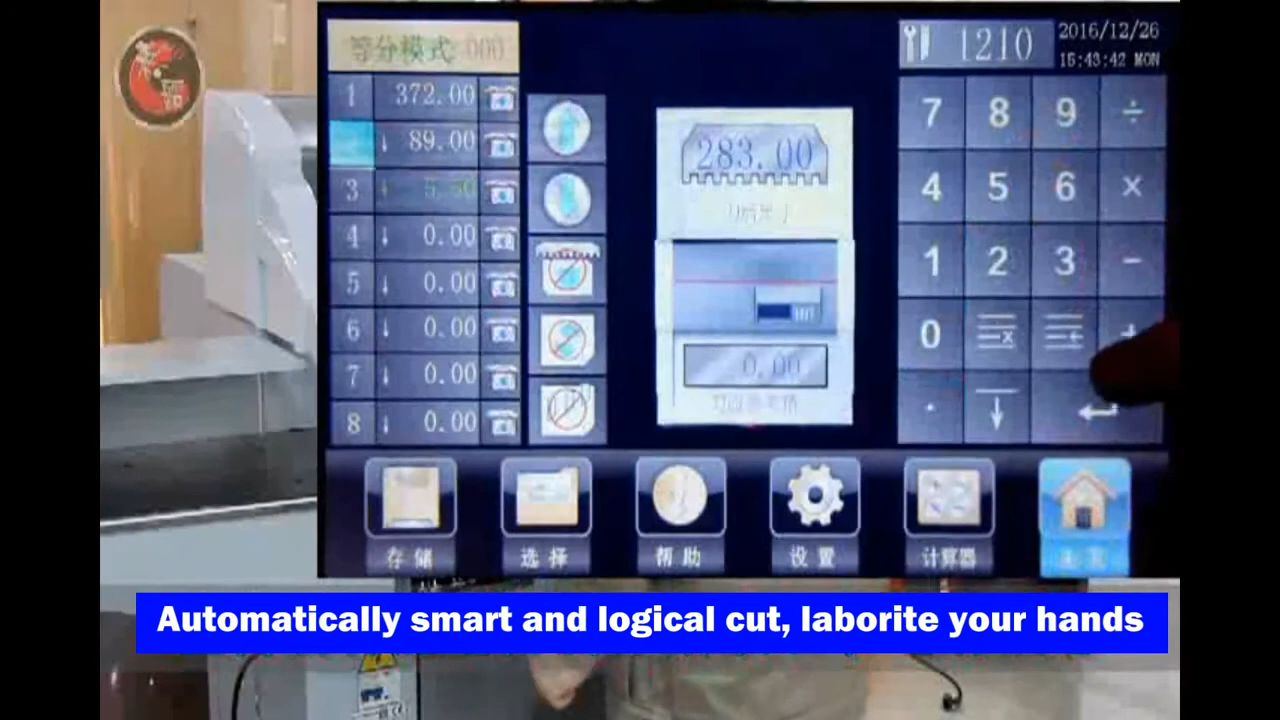 等分模式 000
1210
2016/12/26
15:43:42 MON
1 372.00
↓ 89.00
3 ↓
4 ↓ 0.00
5 ↓ 0.00
6 ↓ 0.00
7 ↓ 0.00
8 ↓ 0.00
283.00
0.00
7 8 9 ÷
4 5 6 ×
1 2 3 −
0
.
存储
选择
帮助
设置
计算器
Automatically smart and logical cut, laborite your hands